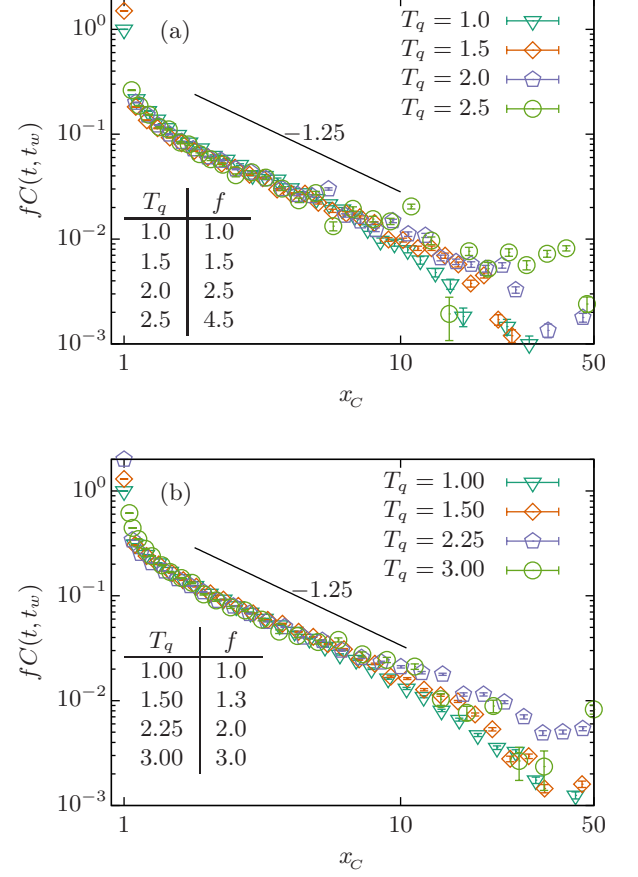 (a)
T_q = 1.0
T_q = 1.5
T_q = 2.0
T_q = 2.5
10^0
10^−1
10^−2
10^−3
fC(t, t_w)
−1.25
T_q f
1.0 1.0
1.5 1.5
2.0 2.5
2.5 4.5
1 10 50
x_C
(b)
T_q = 1.00
T_q = 1.50
T_q = 2.25
T_q = 3.00
10^0
10^−1
10^−2
10^−3
fC(t, t_w)
−1.25
T_q f
1.00 1.0
1.50 1.3
2.25 2.0
3.00 3.0
1 10 50
x_C